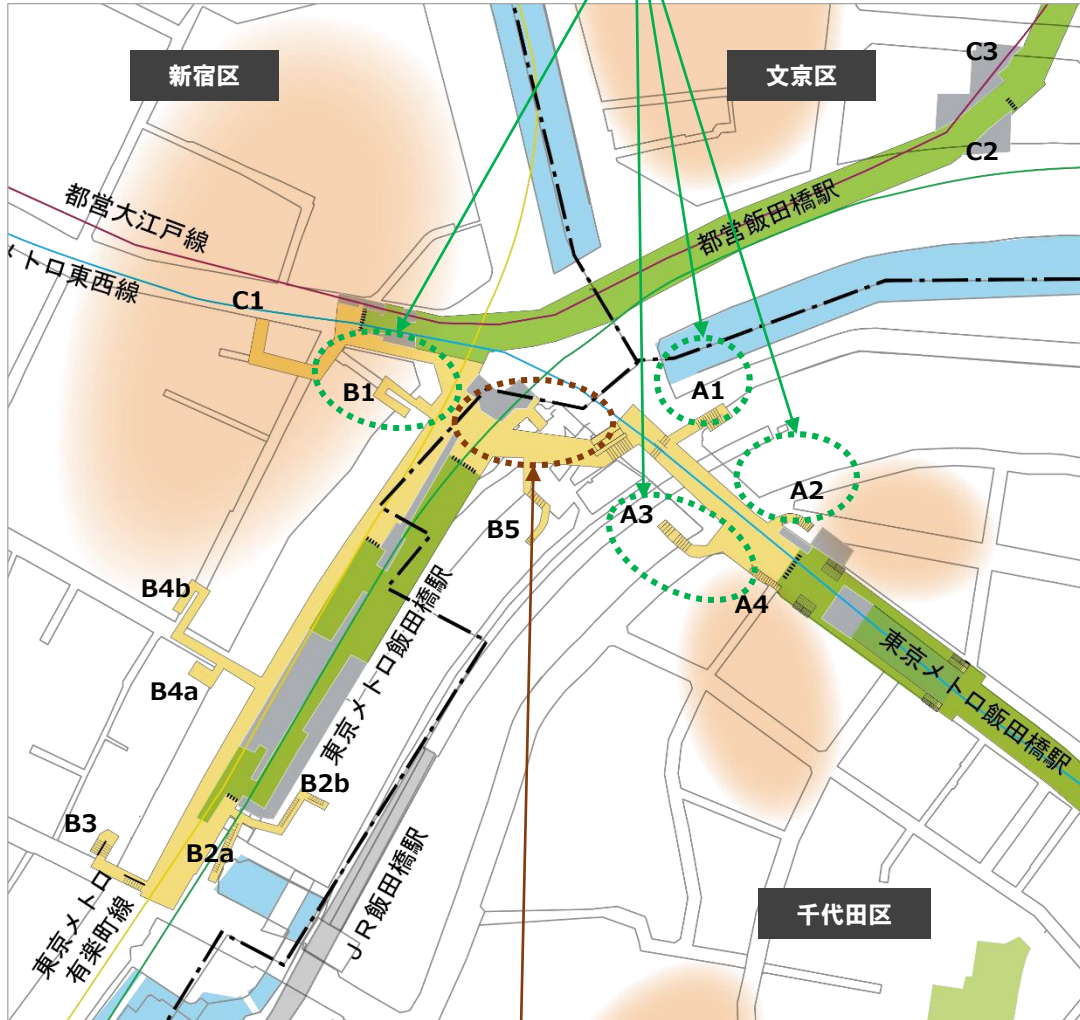 新宿区
文京区
C3
C2
都営飯田橋駅
都営大江戸線
メトロ東西線
C1
B1
A1
A2
A3
A4
B5
B4b
B4a
東京メトロ飯田橋駅
東京メトロ飯田橋駅
B2b
B3
B2a
JR飯田橋駅
東京メトロ
有楽町線
千代田区